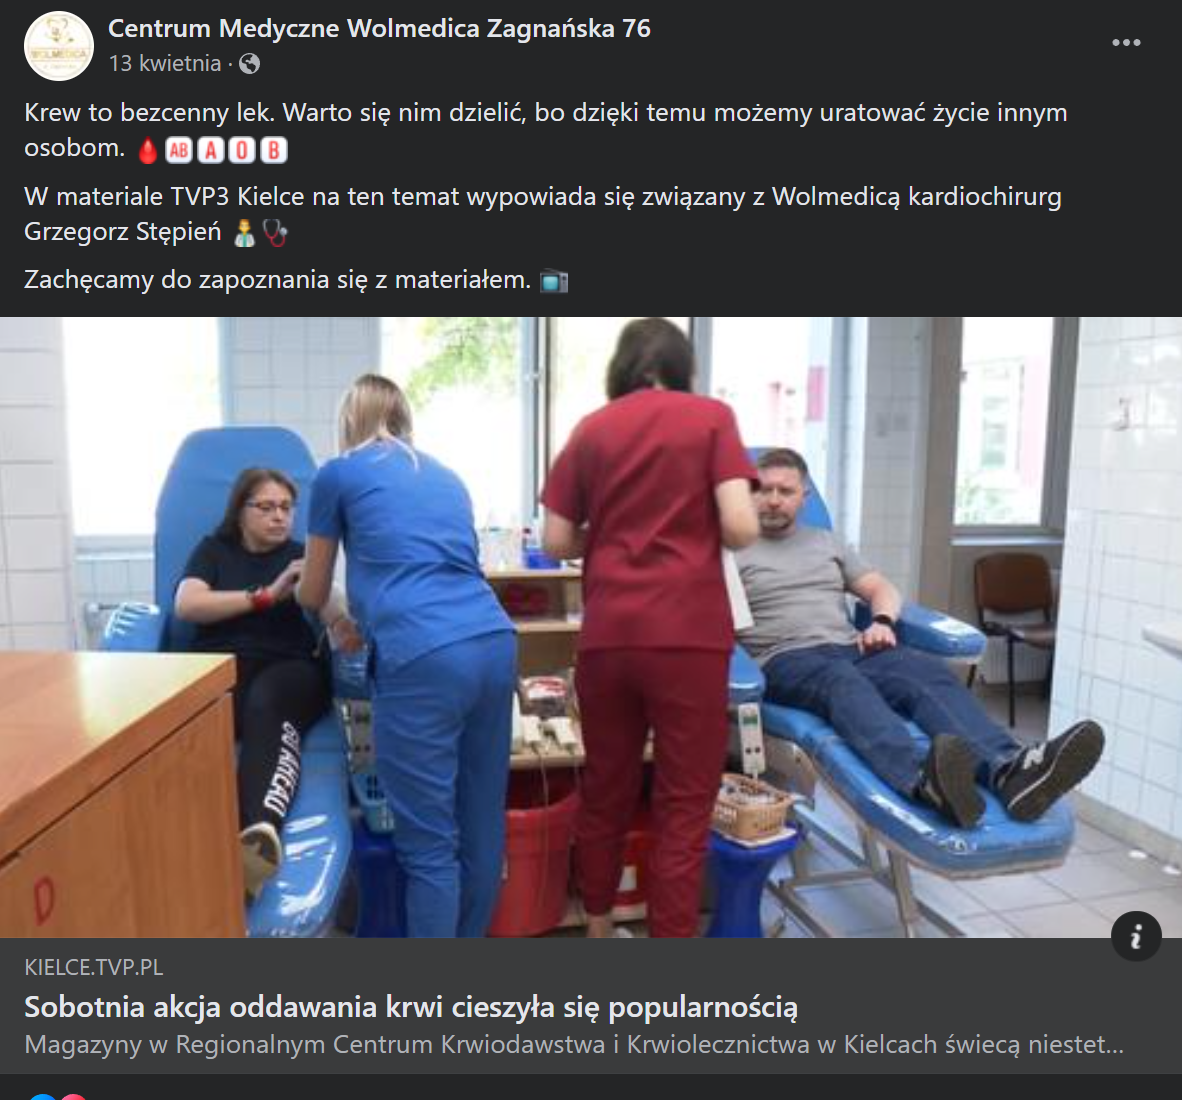 Centrum Medyczne Wolmedica Zagnańska 76
13 kwietnia ·
Krew to bezcenny lek. Warto się nim dzielić, bo dzięki temu możemy uratować życie innym
osobom. 🩸🆎🅰️🅾️🅱️
W materiale TVP3 Kielce na ten temat wypowiada się związany z Wolmedicą kardiochirurg
Grzegorz Stępień 👨‍⚕️🩺
Zachęcamy do zapoznania się z materiałem. 📺
D
KIELCE.TVP.PL
Sobotnia akcja oddawania krwi cieszyła się popularnością
Magazyny w Regionalnym Centrum Krwiodawstwa i Krwiolecznictwa w Kielcach świecą niestet...